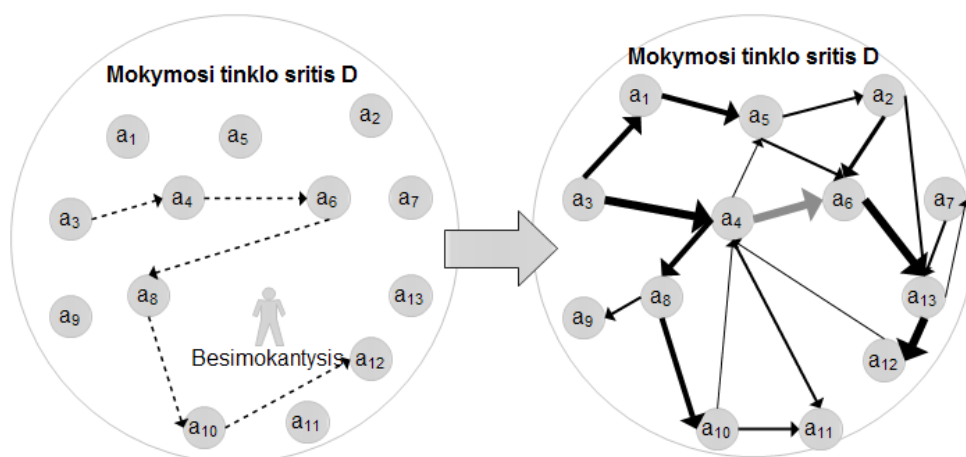 Mokymosi tinklo sritis D
a1
a5
a2
a3
a4
a6
a7
a8
a9
a13
Besimokantysis
a12
a10
a11
Mokymosi tinklo sritis D
a1
a5
a2
a3
a4
a6
a7
a8
a13
a9
a12
a10
a11